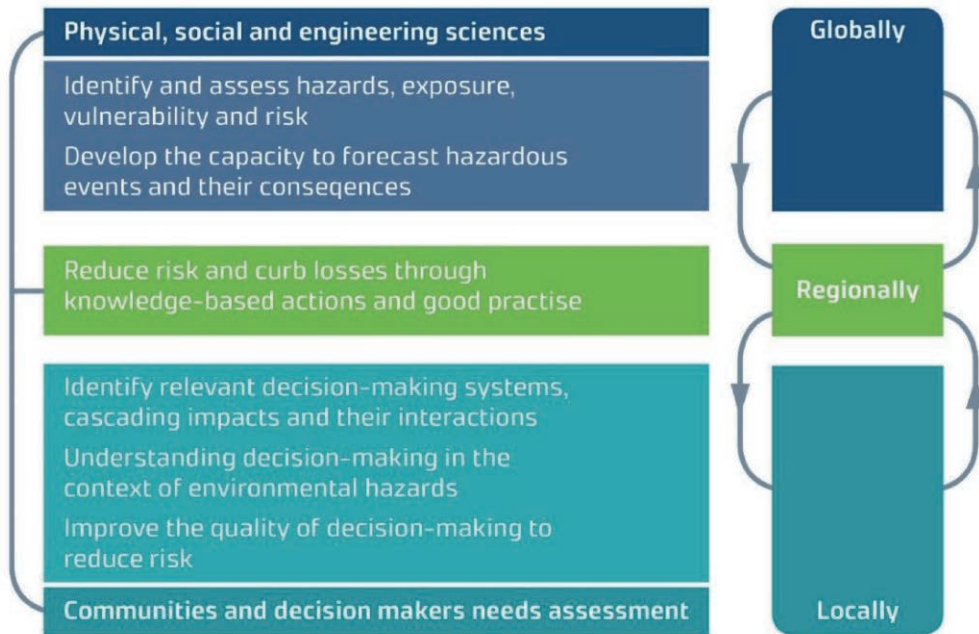 Physical, social and engineering sciences
Identify and assess hazards, exposure,
vulnerability and risk
Develop the capacity to forecast hazardous
events and their conseqences
Reduce risk and curb losses through
knowledge-based actions and good practise
Identify relevant decision-making systems,
cascading impacts and their interactions
Understanding decision-making in the
context of environmental hazards
Improve the quality of decision-making to
reduce risk
Communities and decision makers needs assessment
Globally
Regionally
Locally